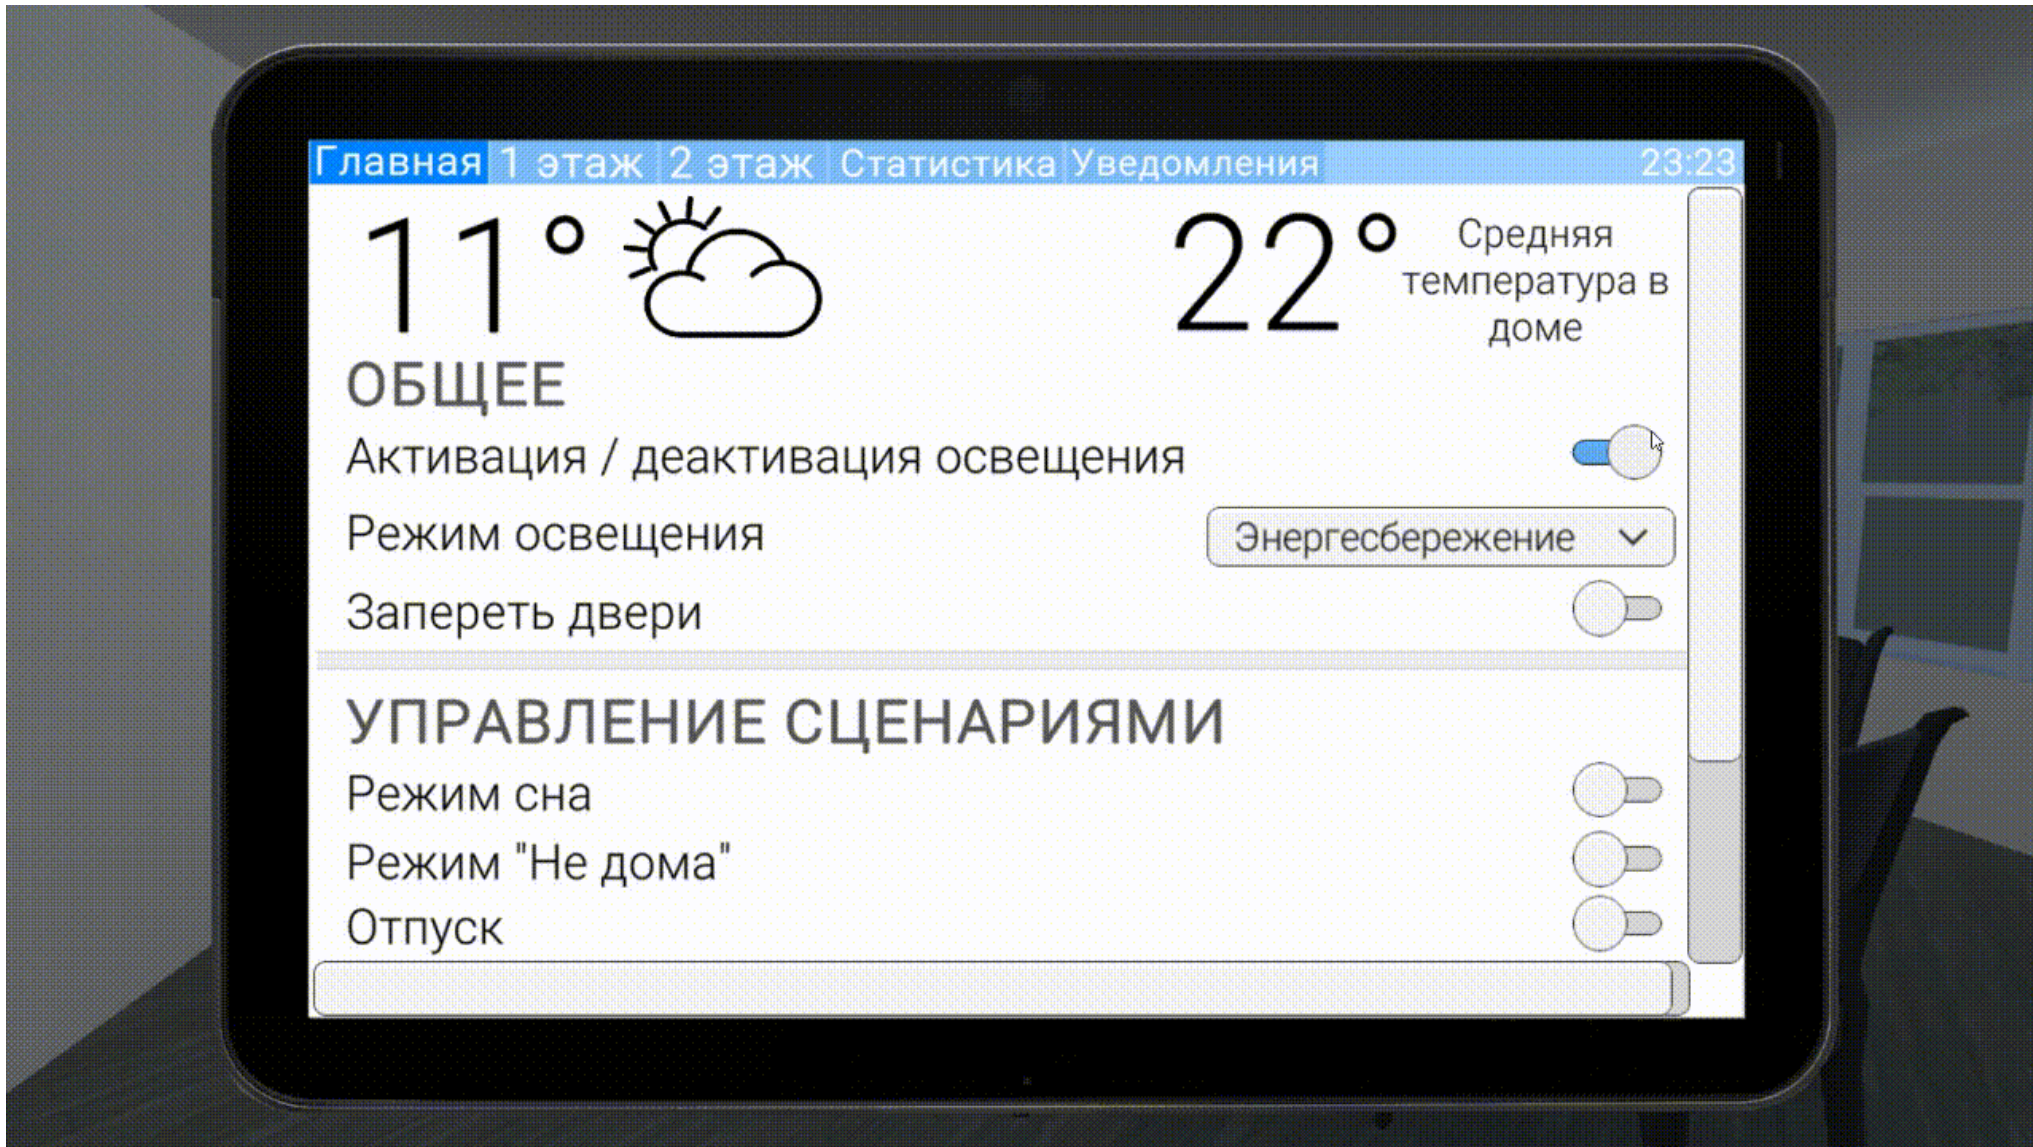 Главная 1 этаж 2 этаж Статистика Уведомления 23:23
11° 22° Средняя
температура в
доме
ОБЩЕЕ
Активация / деактивация освещения
Режим освещения Энергесбережение
Запереть двери
УПРАВЛЕНИЕ СЦЕНАРИЯМИ
Режим сна
Режим "Не дома"
Отпуск